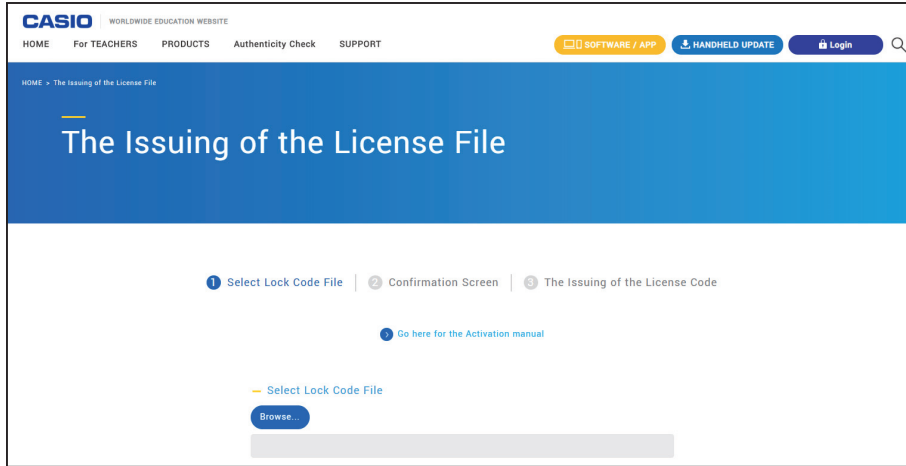 CASIO WORLDWIDE EDUCATION WEBSITE
HOME For TEACHERS PRODUCTS Authenticity Check SUPPORT SOFTWARE / APP HANDHELD UPDATE Login
HOME > The Issuing of the License File
The Issuing of the License File
1 Select Lock Code File 2 Confirmation Screen 3 The Issuing of the License Code
Go here for the Activation manual
Select Lock Code File
Browse...